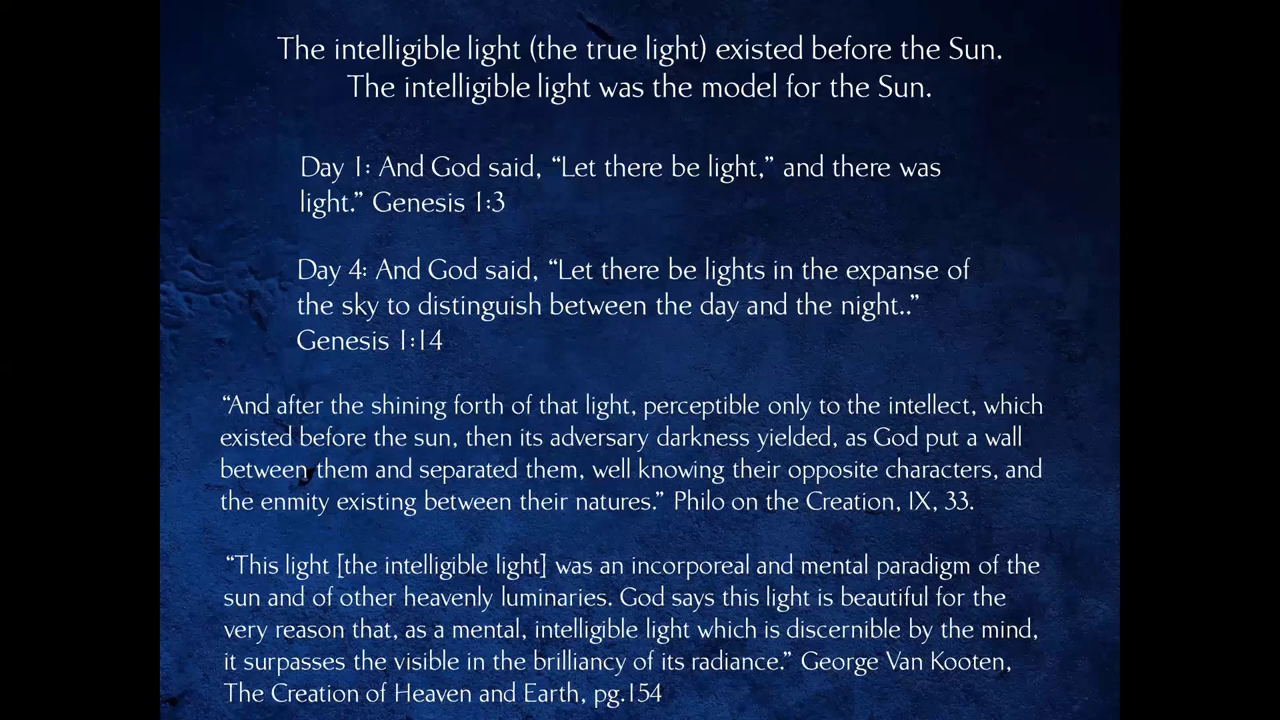 The intelligible light (the true light) existed before the Sun.
The intelligible light was the model for the Sun.
Day 1: And God said, “Let there be light,” and there was
light.” Genesis 1:3
Day 4: And God said, “Let there be lights in the expanse of
the sky to distinguish between the day and the night..”
Genesis 1:14
“And after the shining forth of that light, perceptible only to the intellect, which
existed before the sun, then its adversary darkness yielded, as God put a wall
between them and separated them, well knowing their opposite characters, and
the enmity existing between their natures.” Philo on the Creation, IX, 33.
“This light [the intelligible light] was an incorporeal and mental paradigm of the
sun and of other heavenly luminaries. God says this light is beautiful for the
very reason that, as a mental, intelligible light which is discernible by the mind,
it surpasses the visible in the brilliancy of its radiance.” George Van Kooten,
The Creation of Heaven and Earth, pg.154